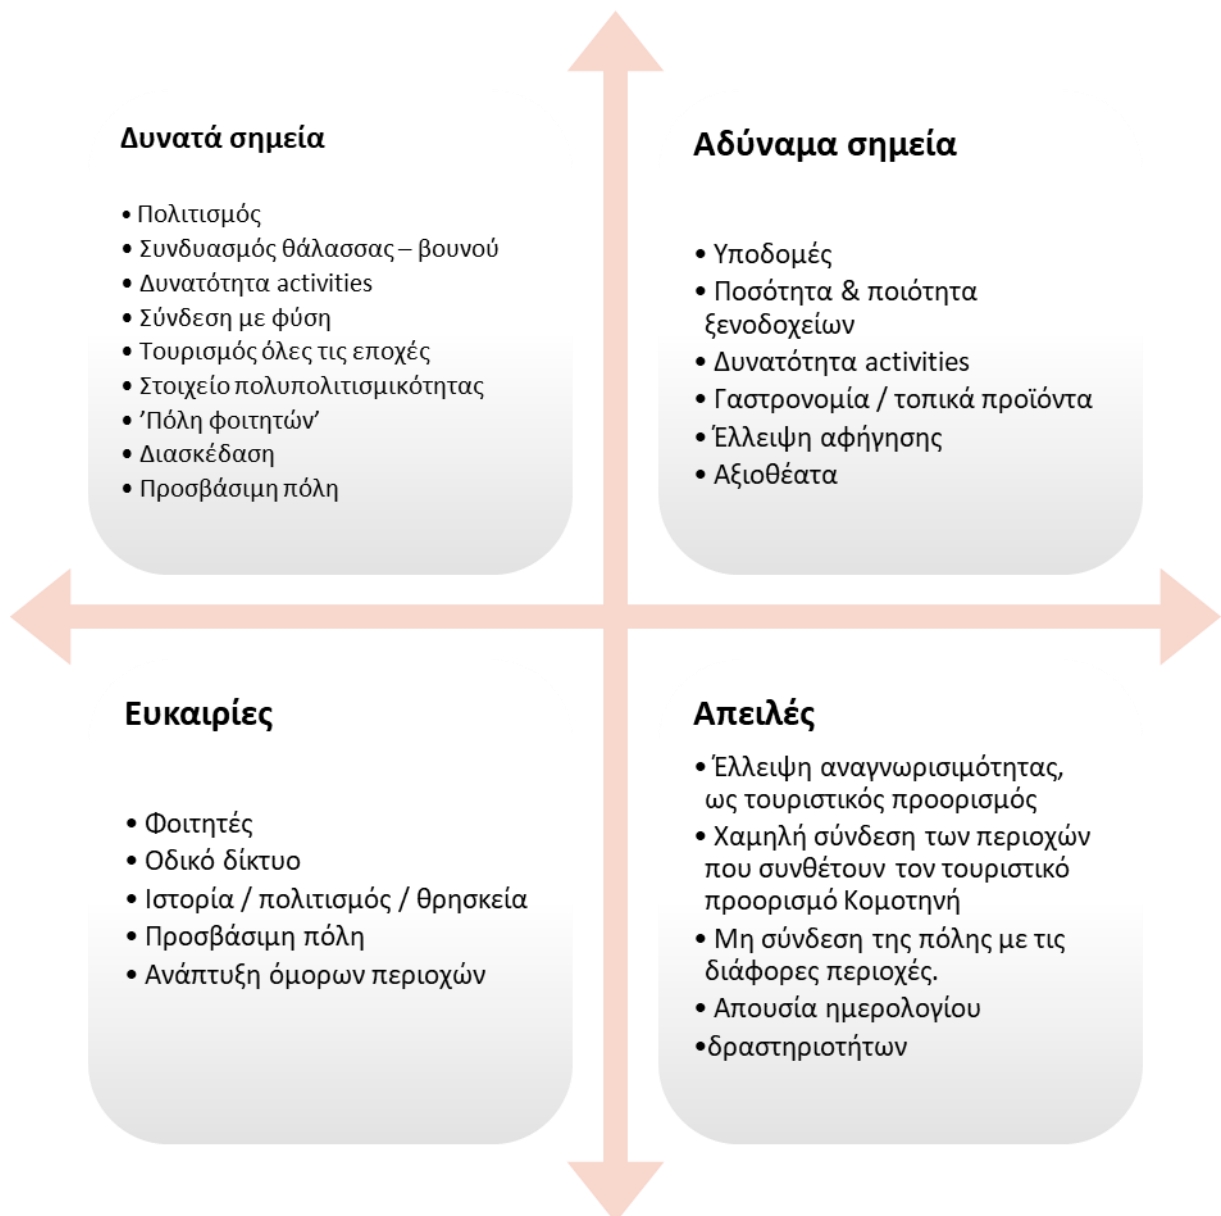 Δυνατά σημεία
• Πολιτισμός
• Συνδυασμός θάλασσας – βουνού
• Δυνατότητα activities
• Σύνδεση με φύση
• Τουρισμός όλες τις εποχές
• Στοιχείο πολυπολιτισμικότητας
• ’Πόλη φοιτητών’
• Διασκέδαση
• Προσβάσιμη πόλη
Αδύναμα σημεία
• Υποδομές
• Ποσότητα & ποιότητα
ξενοδοχείων
• Δυνατότητα activities
• Γαστρονομία / τοπικά προϊόντα
• Έλλειψη αφήγησης
• Αξιοθέατα
Ευκαιρίες
• Φοιτητές
• Οδικό δίκτυο
• Ιστορία / πολιτισμός / θρησκεία
• Προσβάσιμη πόλη
• Ανάπτυξη όμορων περιοχών
Απειλές
• Έλλειψη αναγνωρισιμότητας,
ως τουριστικός προορισμός
• Χαμηλή σύνδεση των περιοχών
που συνθέτουν τον τουριστικό
προορισμό Κομοτηνή
• Μη σύνδεση της πόλης με τις
διάφορες περιοχές.
• Απουσία ημερολογίου
•δραστηριοτήτων